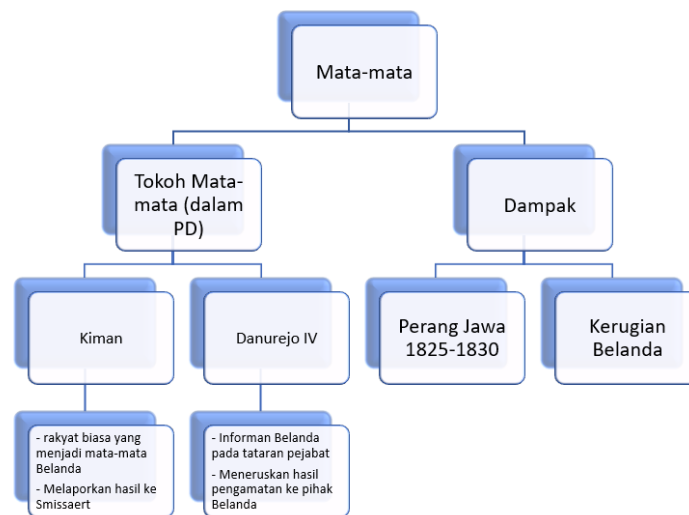 Mata-mata
Tokoh Mata-
mata (dalam
PD)
Dampak
Kiman
Danurejo IV
Perang Jawa
1825-1830
Kerugian
Belanda
- rakyat biasa yang
menjadi mata-mata
Belanda
- Melaporkan hasil ke
Smissaert
- Informan Belanda
pada tataran pejabat
- Meneruskan hasil
pengamatan ke pihak
Belanda